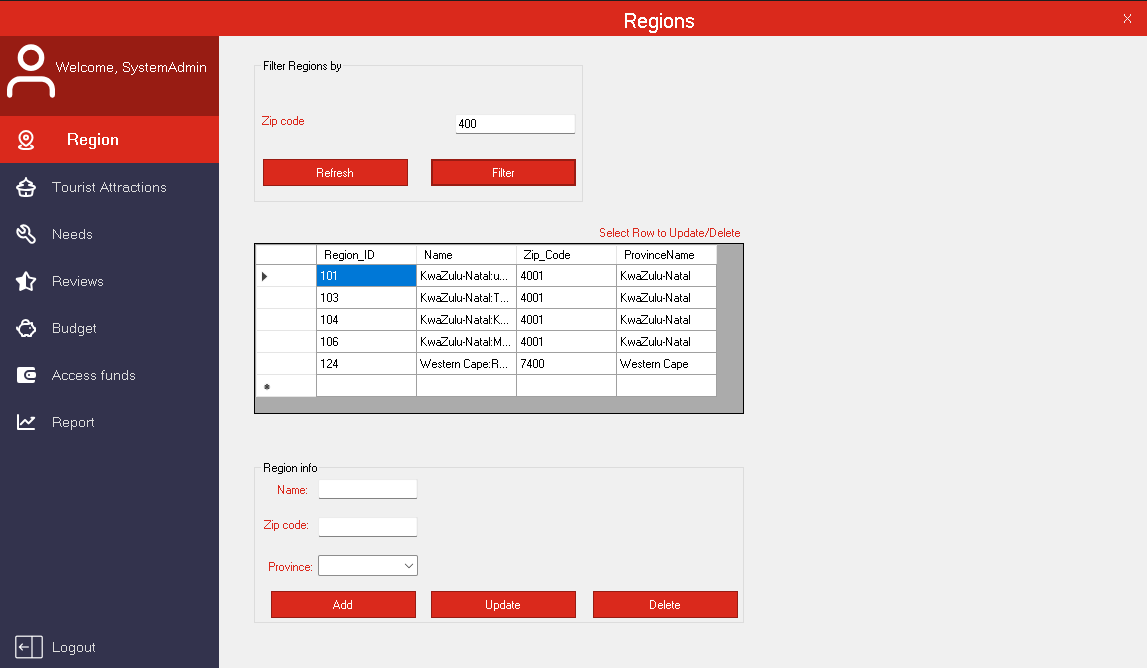 Regions
X
Welcome, SystemAdmin
Region
Tourist Attractions
Needs
Reviews
Budget
Access funds
Report
Logout
Filter Regions by
Zip code 400
Refresh Filter
Select Row to Update/Delete
Region_ID Name Zip_Code ProvinceName
101 KwaZulu-Natal:u... 4001 KwaZulu-Natal
103 KwaZulu-Natal:T... 4001 KwaZulu-Natal
104 KwaZulu-Natal:K... 4001 KwaZulu-Natal
106 KwaZulu-Natal:M... 4001 KwaZulu-Natal
124 Western Cape:R... 7400 Western Cape
Region info
Name:
Zip code:
Province:
Add Update Delete